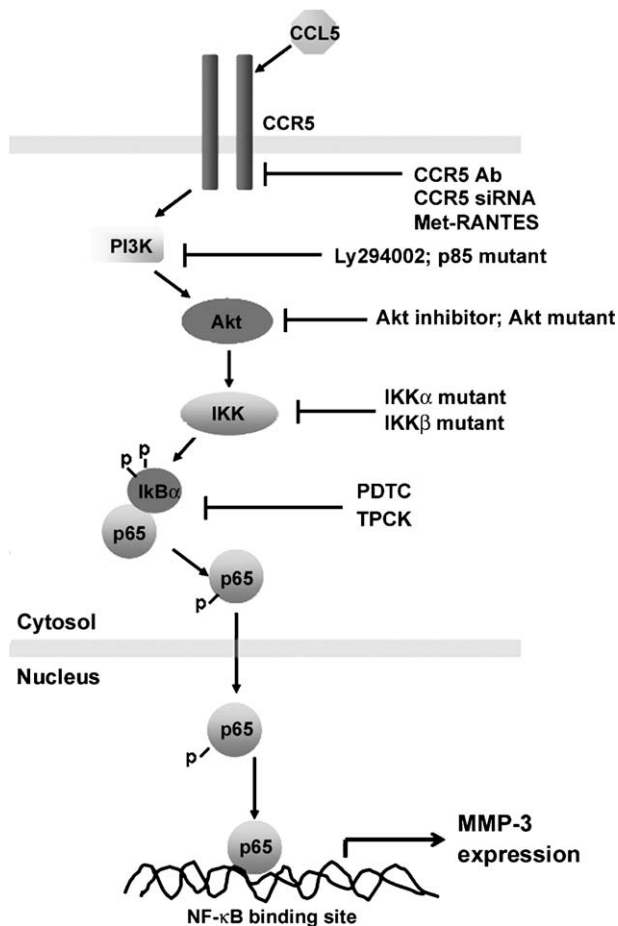 CCL5
CCR5
CCR5 Ab
CCR5 siRNA
Met-RANTES
PI3K
Ly294002; p85 mutant
Akt
Akt inhibitor; Akt mutant
IKK
IKKα mutant
IKKβ mutant
p
p
IkBα
p65
PDTC
TPCK
p65
p
Cytosol
Nucleus
p65
p
p65
MMP-3
expression
NF-κB binding site